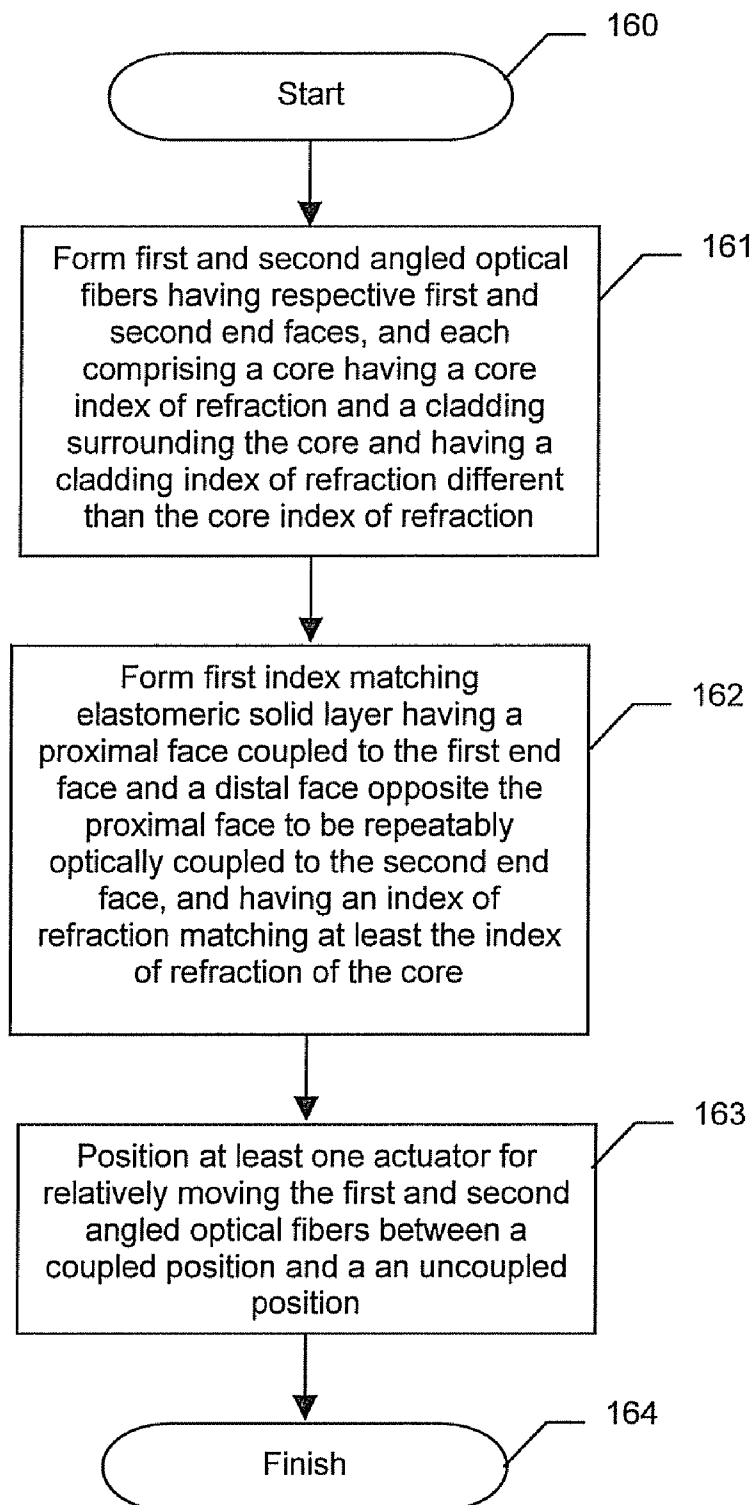 160
Start
161
Form first and second angled optical
fibers having respective first and
second end faces, and each
comprising a core having a core
index of refraction and a cladding
surrounding the core and having a
cladding index of refraction different
than the core index of refraction
162
Form first index matching
elastomeric solid layer having a
proximal face coupled to the first end
face and a distal face opposite the
proximal face to be repeatably
optically coupled to the second end
face, and having an index of
refraction matching at least the index
of refraction of the core
163
Position at least one actuator for
relatively moving the first and second
angled optical fibers between a
coupled position and a an uncoupled
position
164
Finish